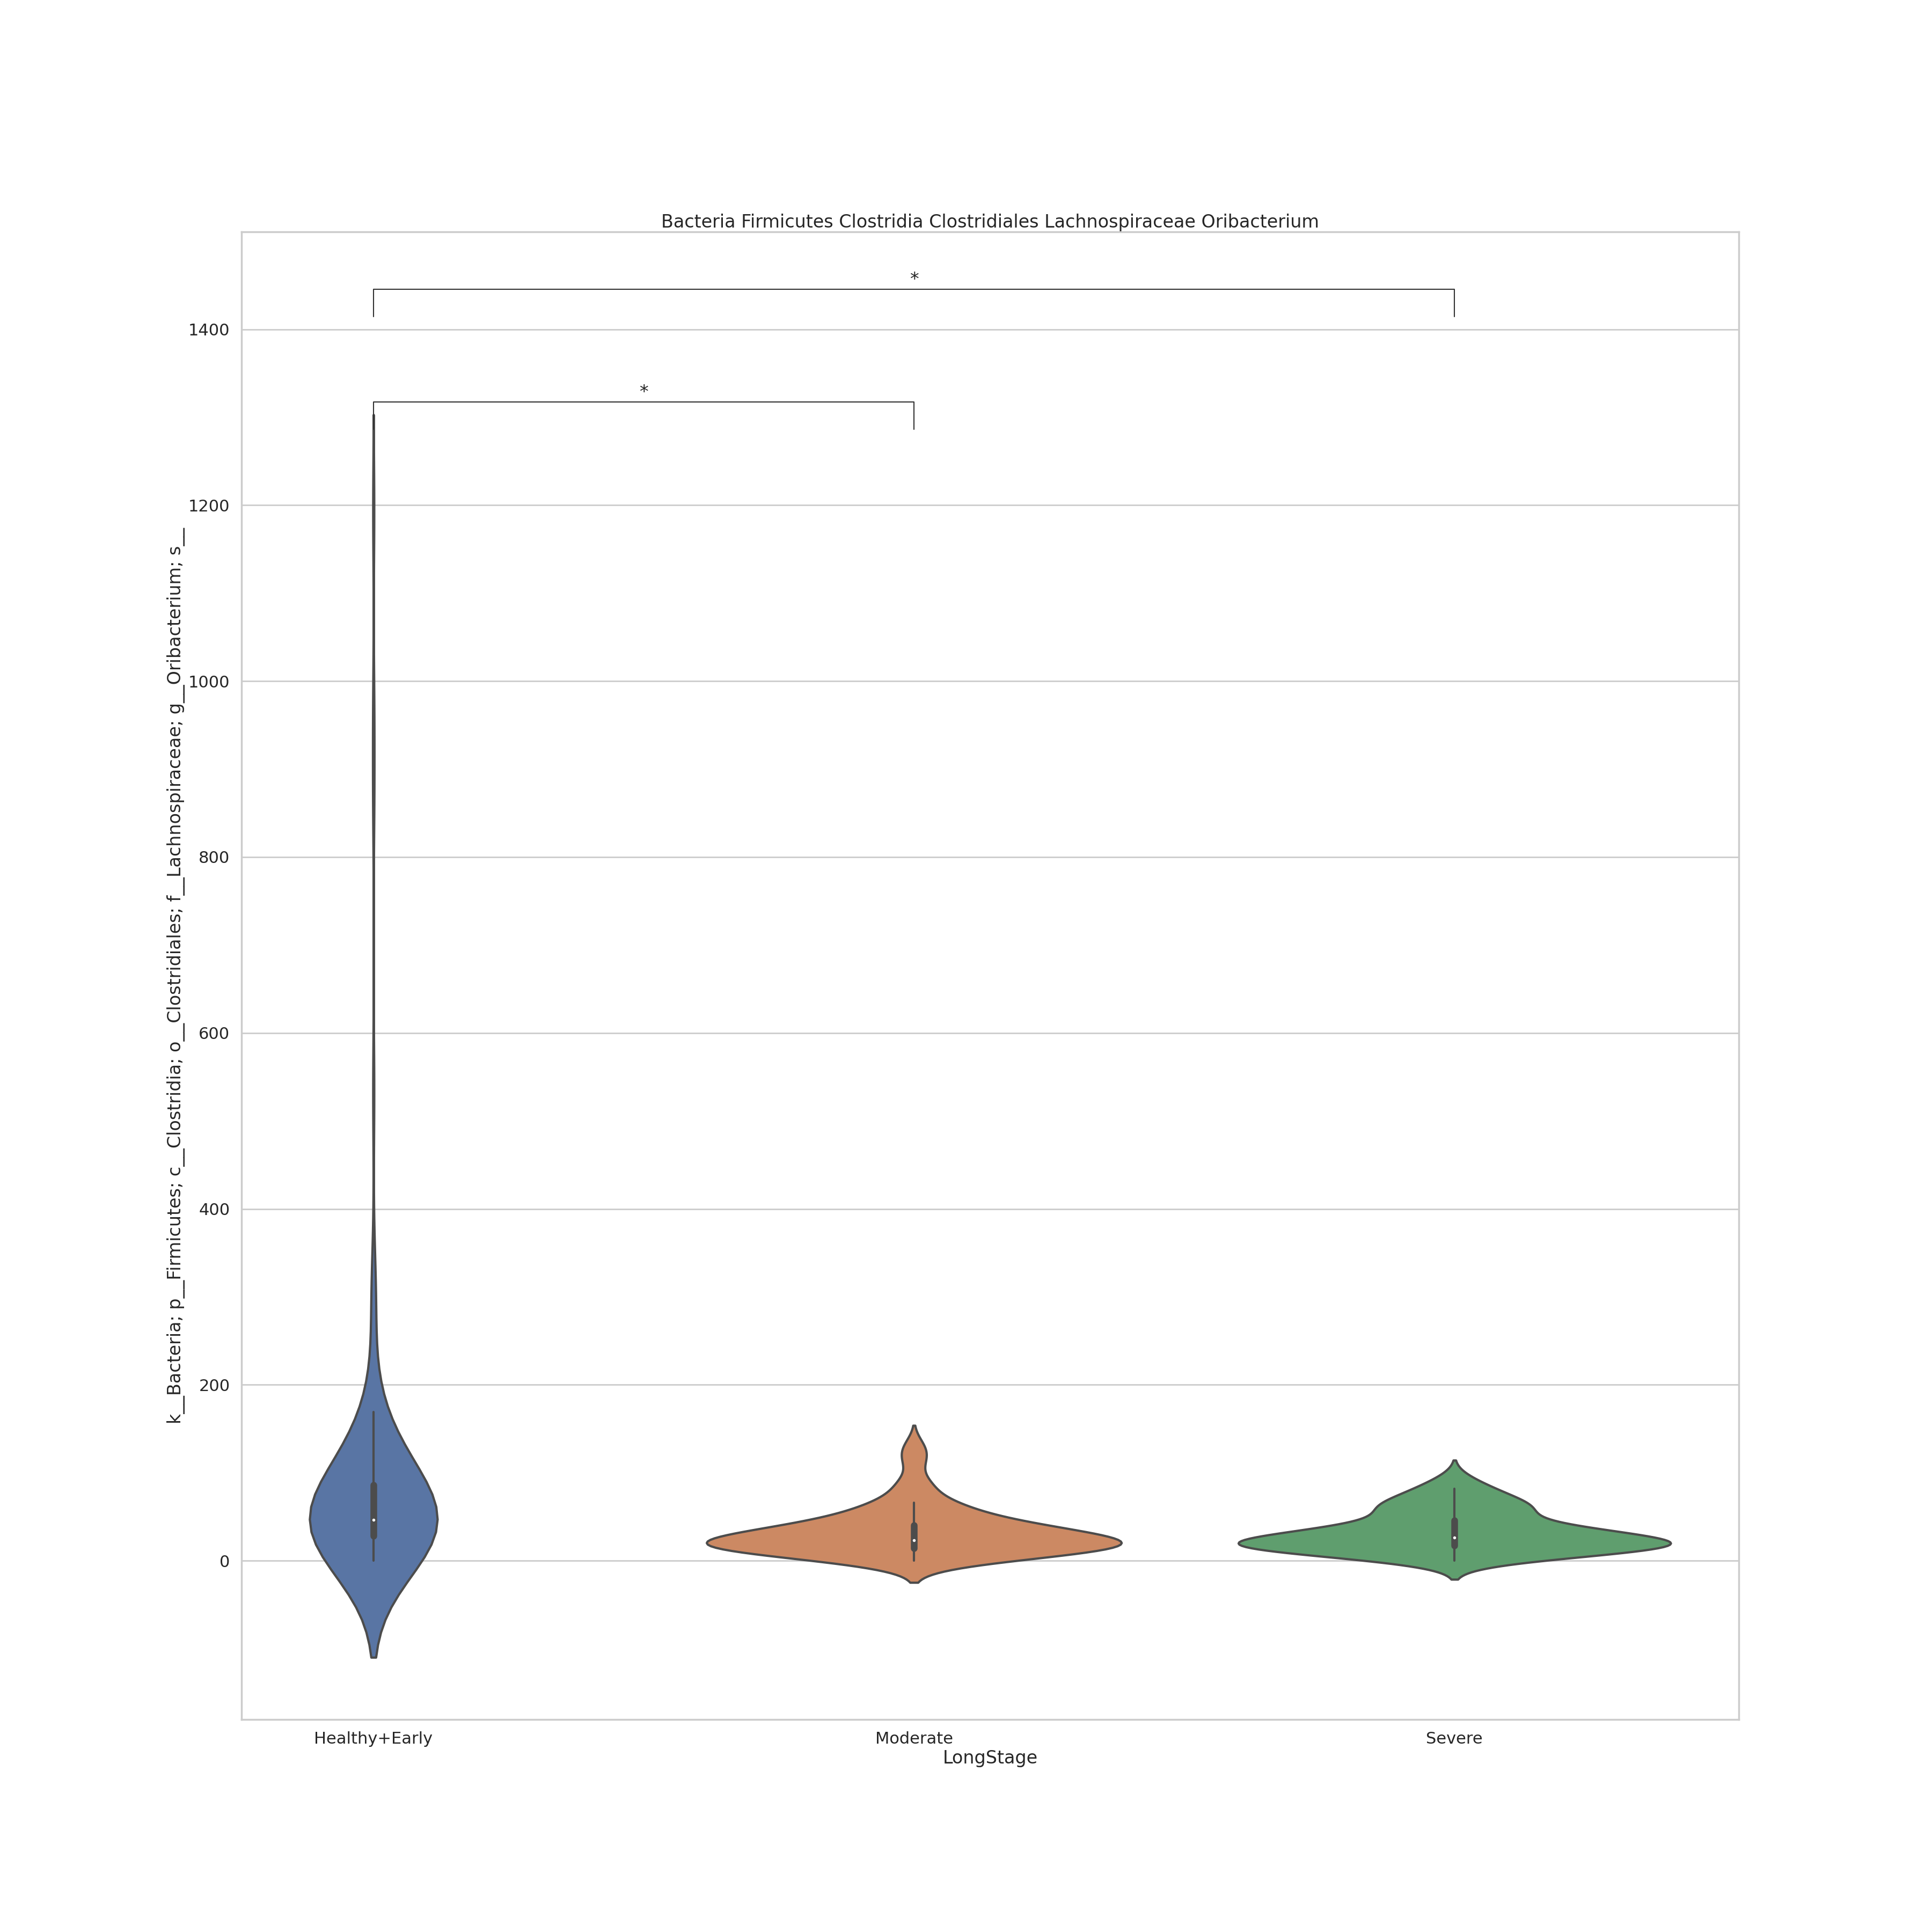 Bacteria Firmicutes Clostridia Clostridiales Lachnospiraceae Oribacterium
*
*
1400
1200
1000
800
600
400
200
0
k__Bacteria; p__Firmicutes; c__Clostridia; o__Clostridiales; f__Lachnospiraceae; g__Oribacterium; s__
Healthy+Early
Moderate
Severe
LongStage